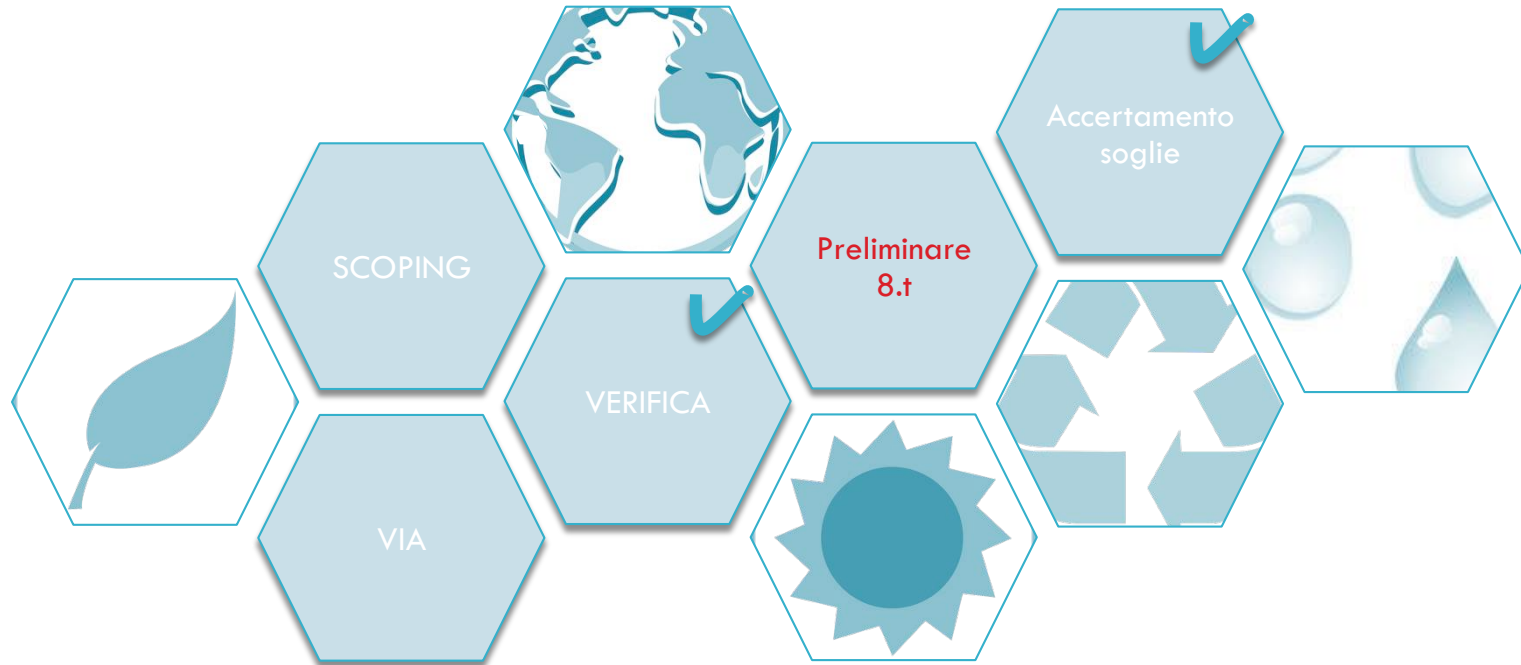 Accertamento
soglie
Preliminare
8.t
SCOPING
VERIFICA
VIA